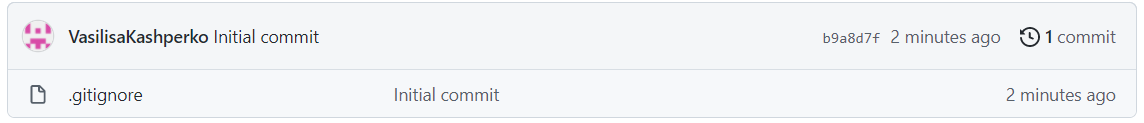 VasilisaKashperko Initial commit b9a8d7f 2 minutes ago 1 commit
.gitignore Initial commit 2 minutes ago